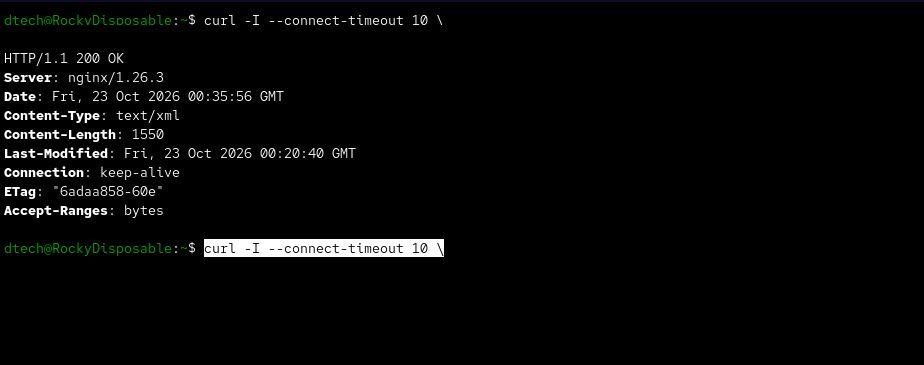 dtech@RockyDisposable:~$ curl -I --connect-timeout 10 \
HTTP/1.1 200 OK
Server: nginx/1.26.3
Date: Fri, 23 Oct 2026 00:35:56 GMT
Content-Type: text/xml
Content-Length: 1550
Last-Modified: Fri, 23 Oct 2026 00:20:40 GMT
Connection: keep-alive
ETag: "6adaa858-60e"
Accept-Ranges: bytes
dtech@RockyDisposable:~$ curl -I --connect-timeout 10 \